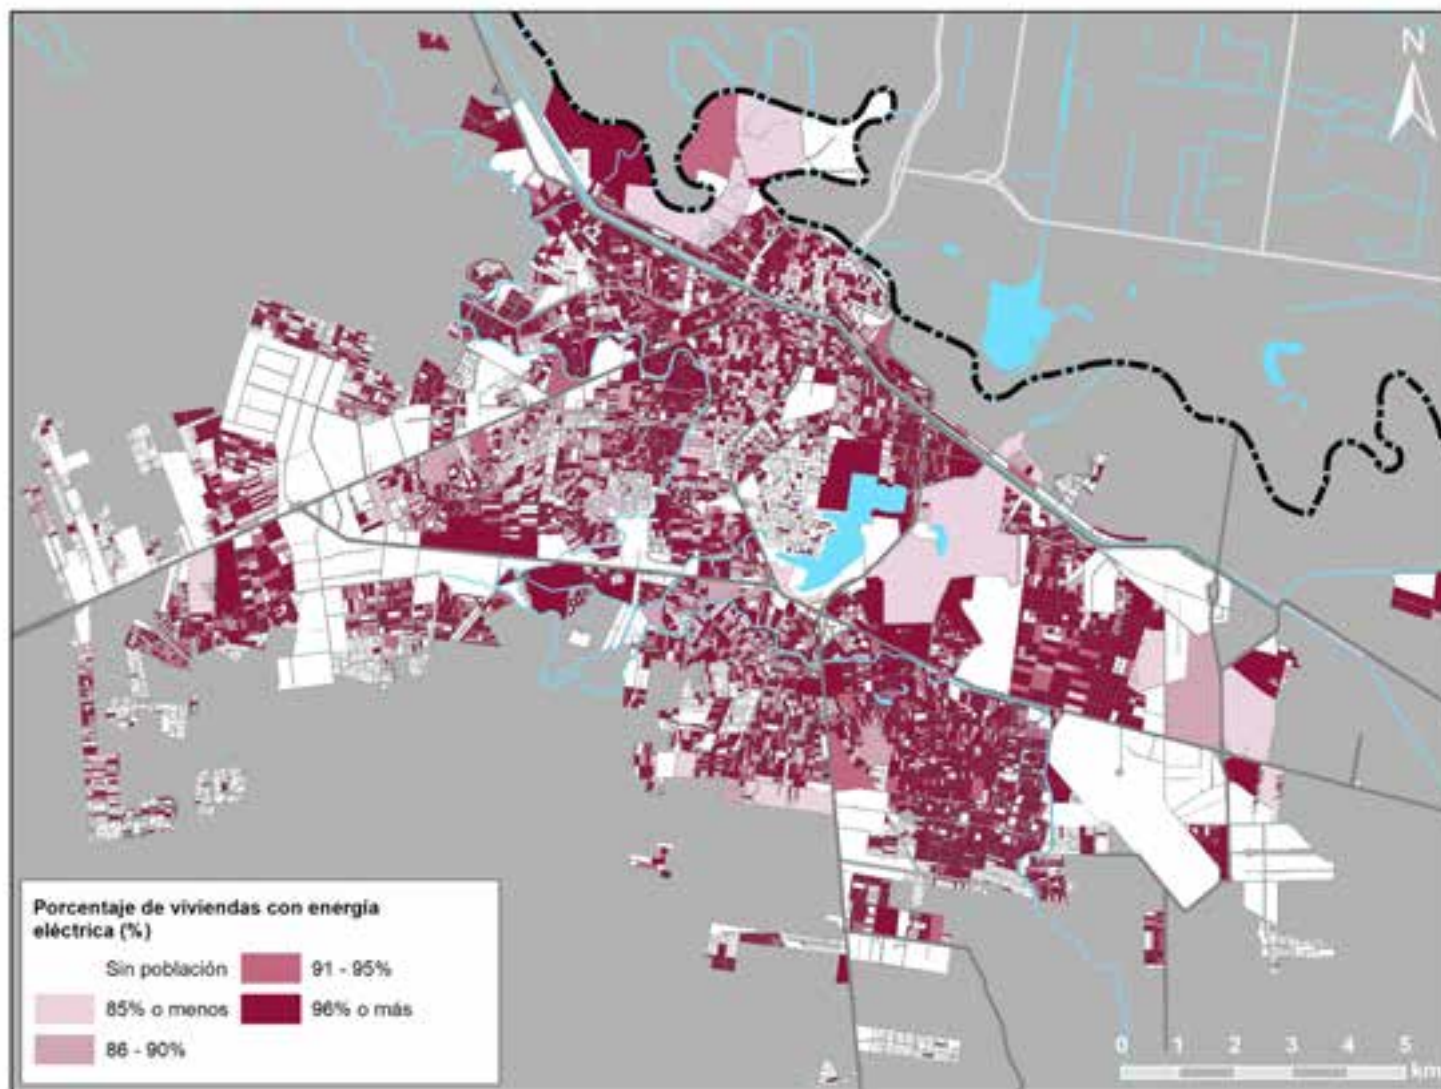 N
Porcentaje de viviendas con energía
eléctrica (%)
Sin población
91 - 95%
85% o menos
96% o más
86 - 90%
0 1 2 3 4 5
km